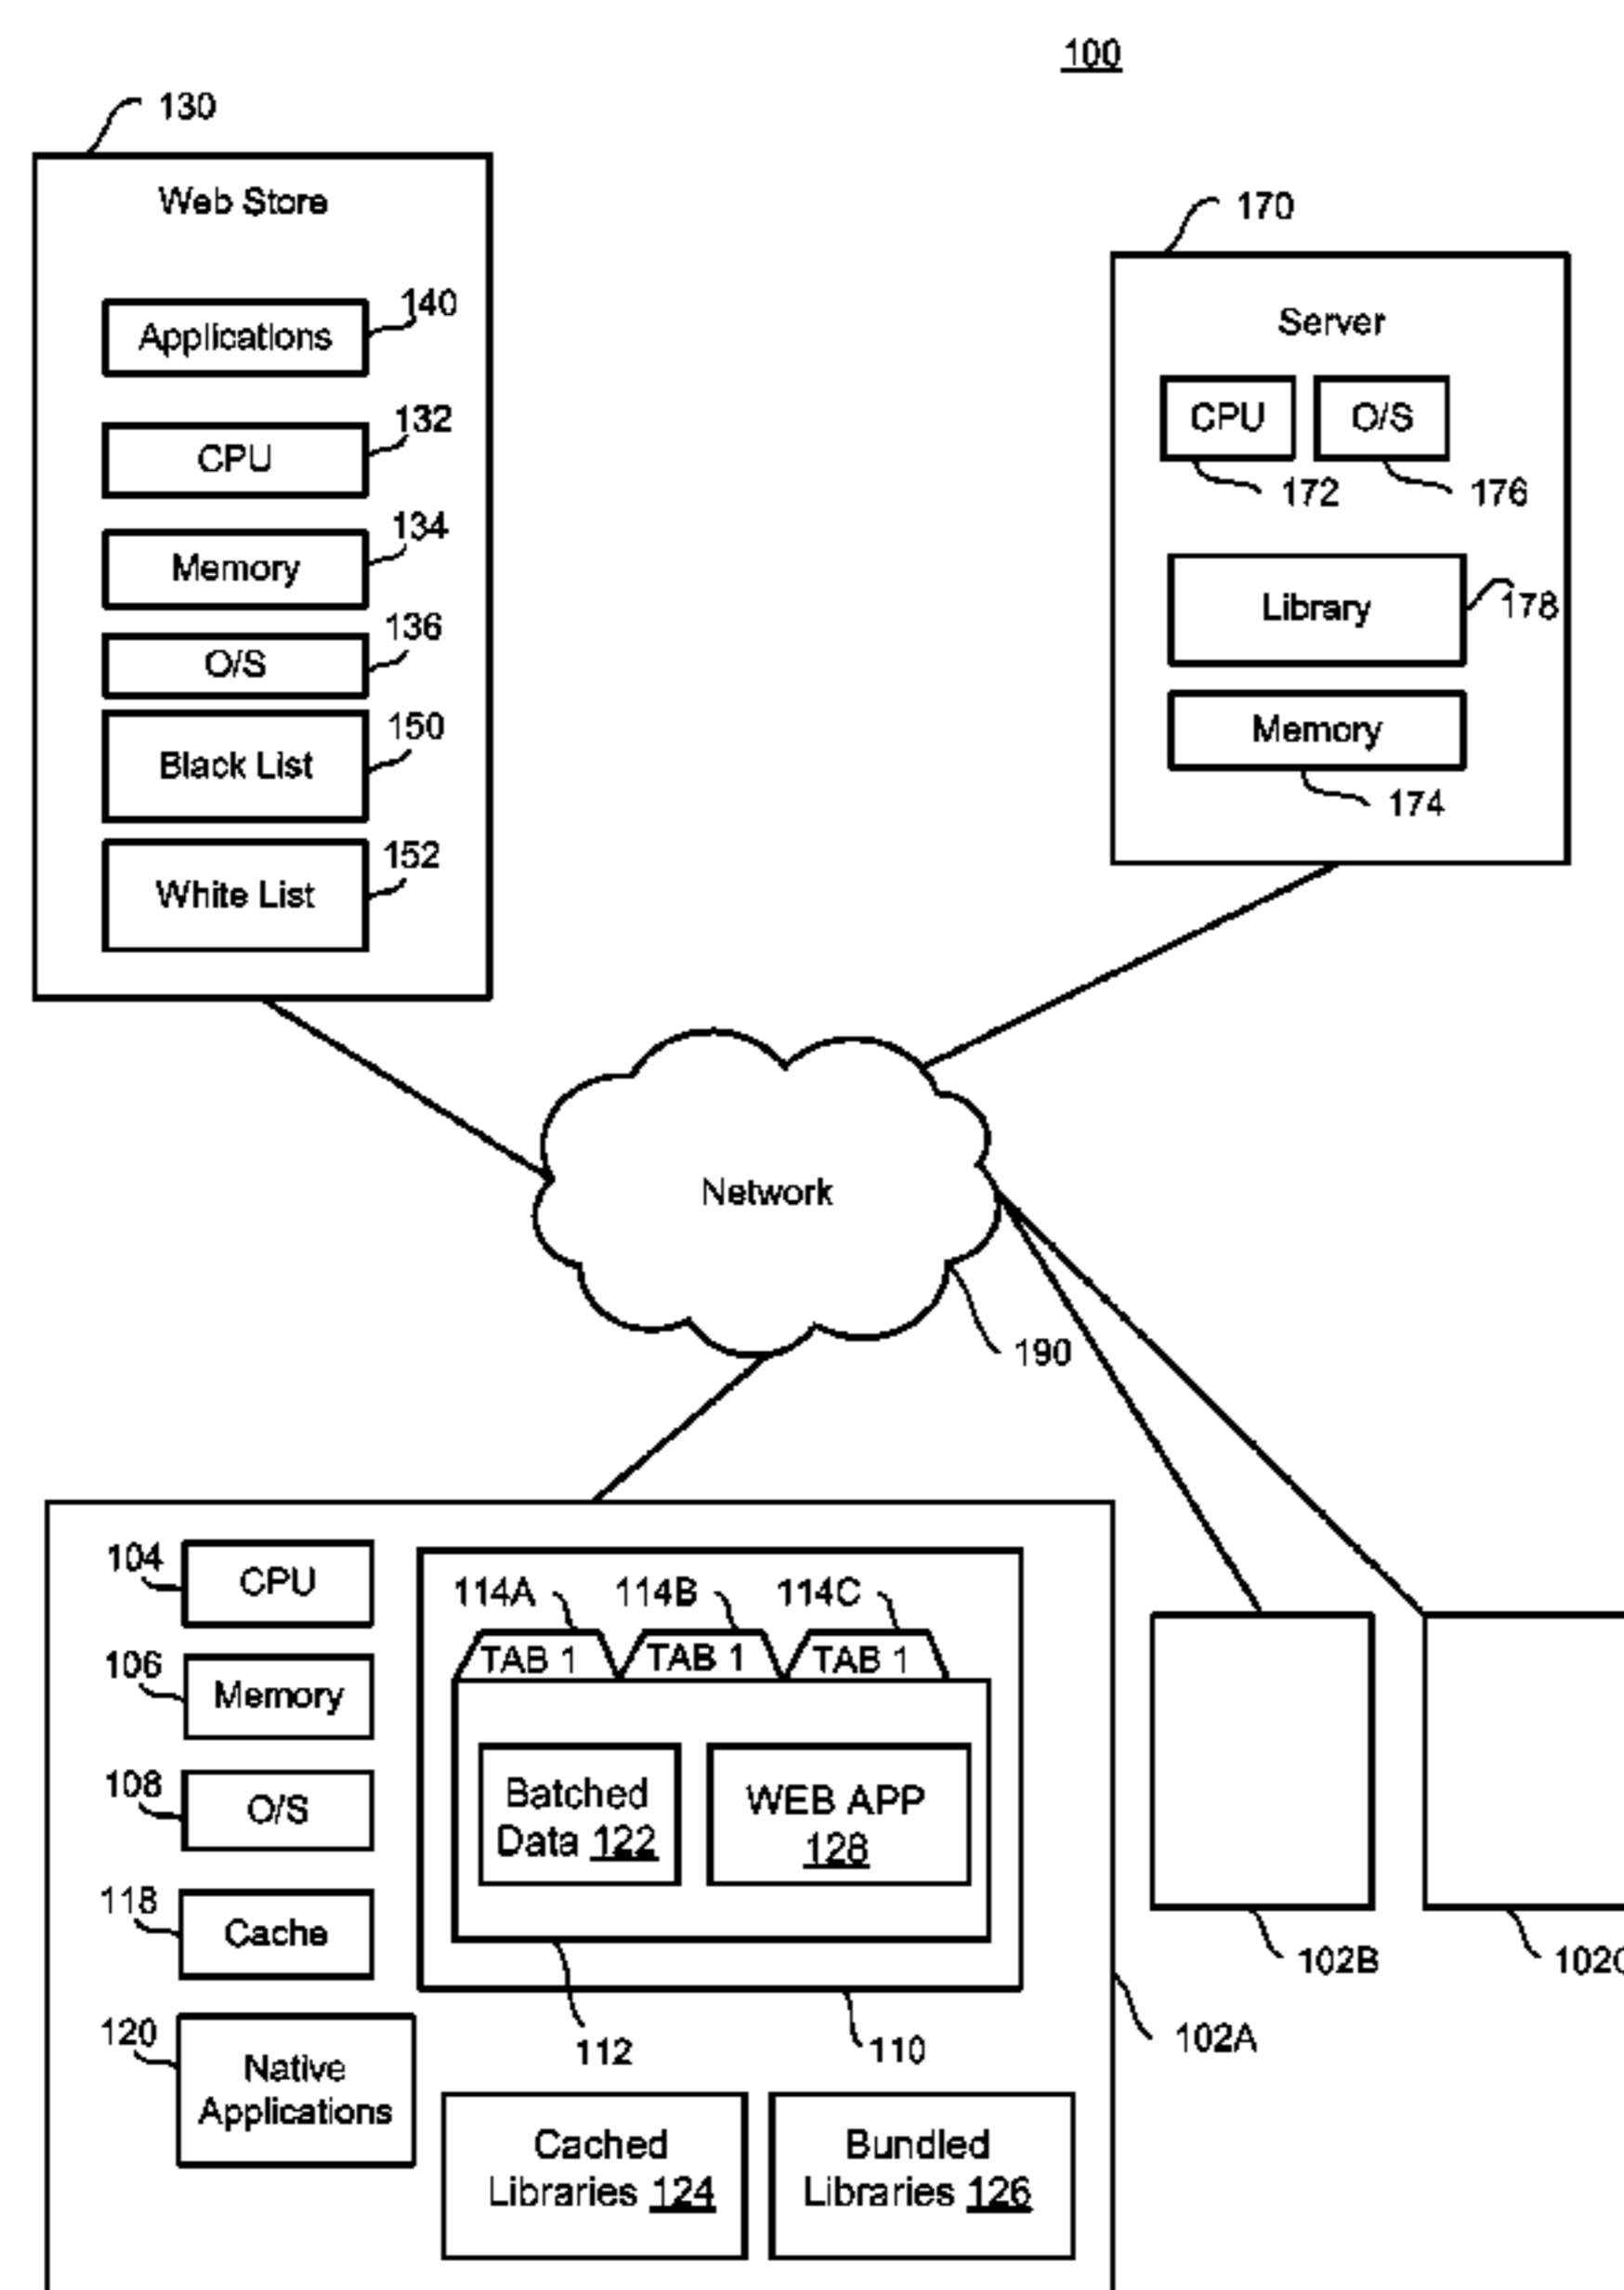 100
130
Web Store
140
Applications
132
CPU
134
Memory
136
O/S
150
Black List
152
White List
170
Server
CPU
O/S
172
176
Library
178
Memory
174
Network
190
104
CPU
106
Memory
108
O/S
118
Cache
120
Native
Applications
114A
114B
114C
TAB 1
TAB 1
TAB 1
Batched
Data 122
WEB APP
128
112
110
Cached
Libraries 124
Bundled
Libraries 126
102A
102B